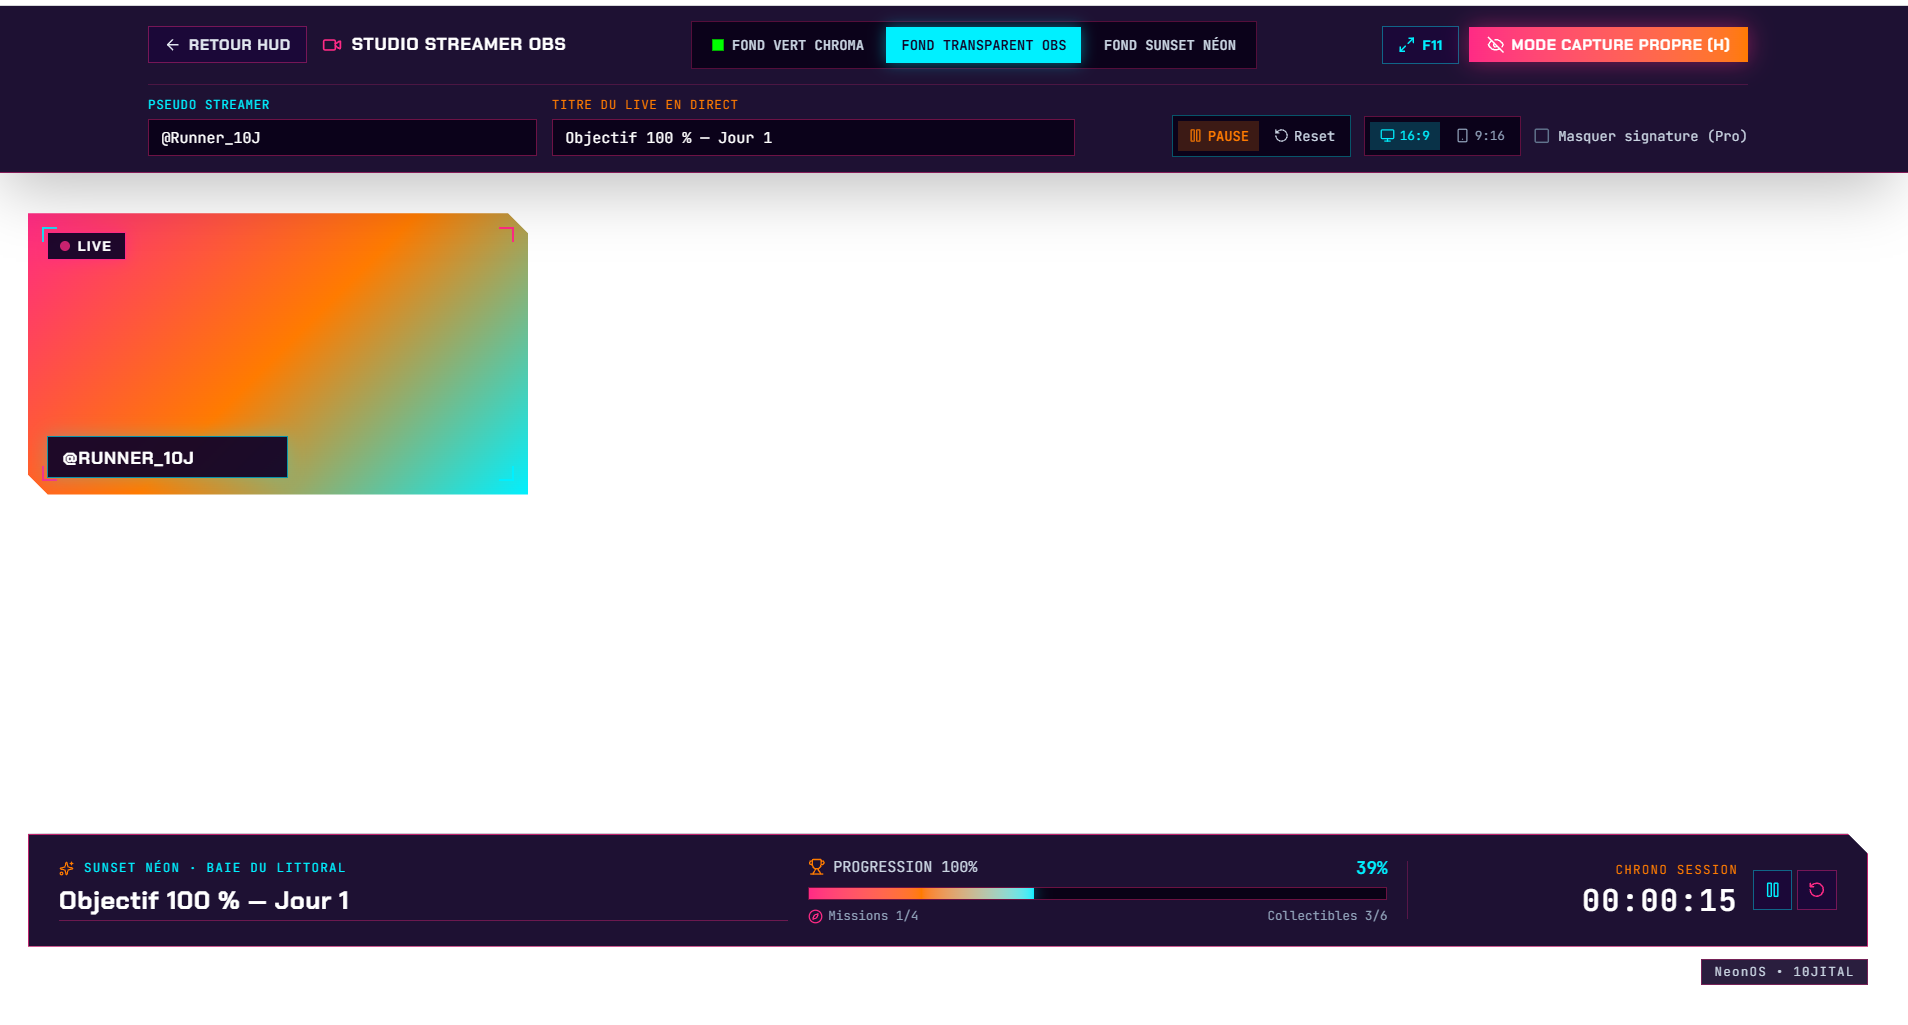 RETOUR HUD
STUDIO STREAMER OBS
FOND VERT CHROMA
FOND TRANSPARENT OBS
FOND SUNSET NÉON
F11
MODE CAPTURE PROPRE (H)
PSEUDO STREAMER
@Runner_10J
TITRE DU LIVE EN DIRECT
Objectif 100 % — Jour 1
PAUSE
Reset
16:9
9:16
Masquer signature (Pro)
LIVE
@RUNNER_10J
SUNSET NÉON · BAIE DU LITTORAL
Objectif 100 % — Jour 1
PROGRESSION 100%
39%
Missions 1/4
Collectibles 3/6
CHRONO SESSION
00:00:15
NeonOS • 10JITAL